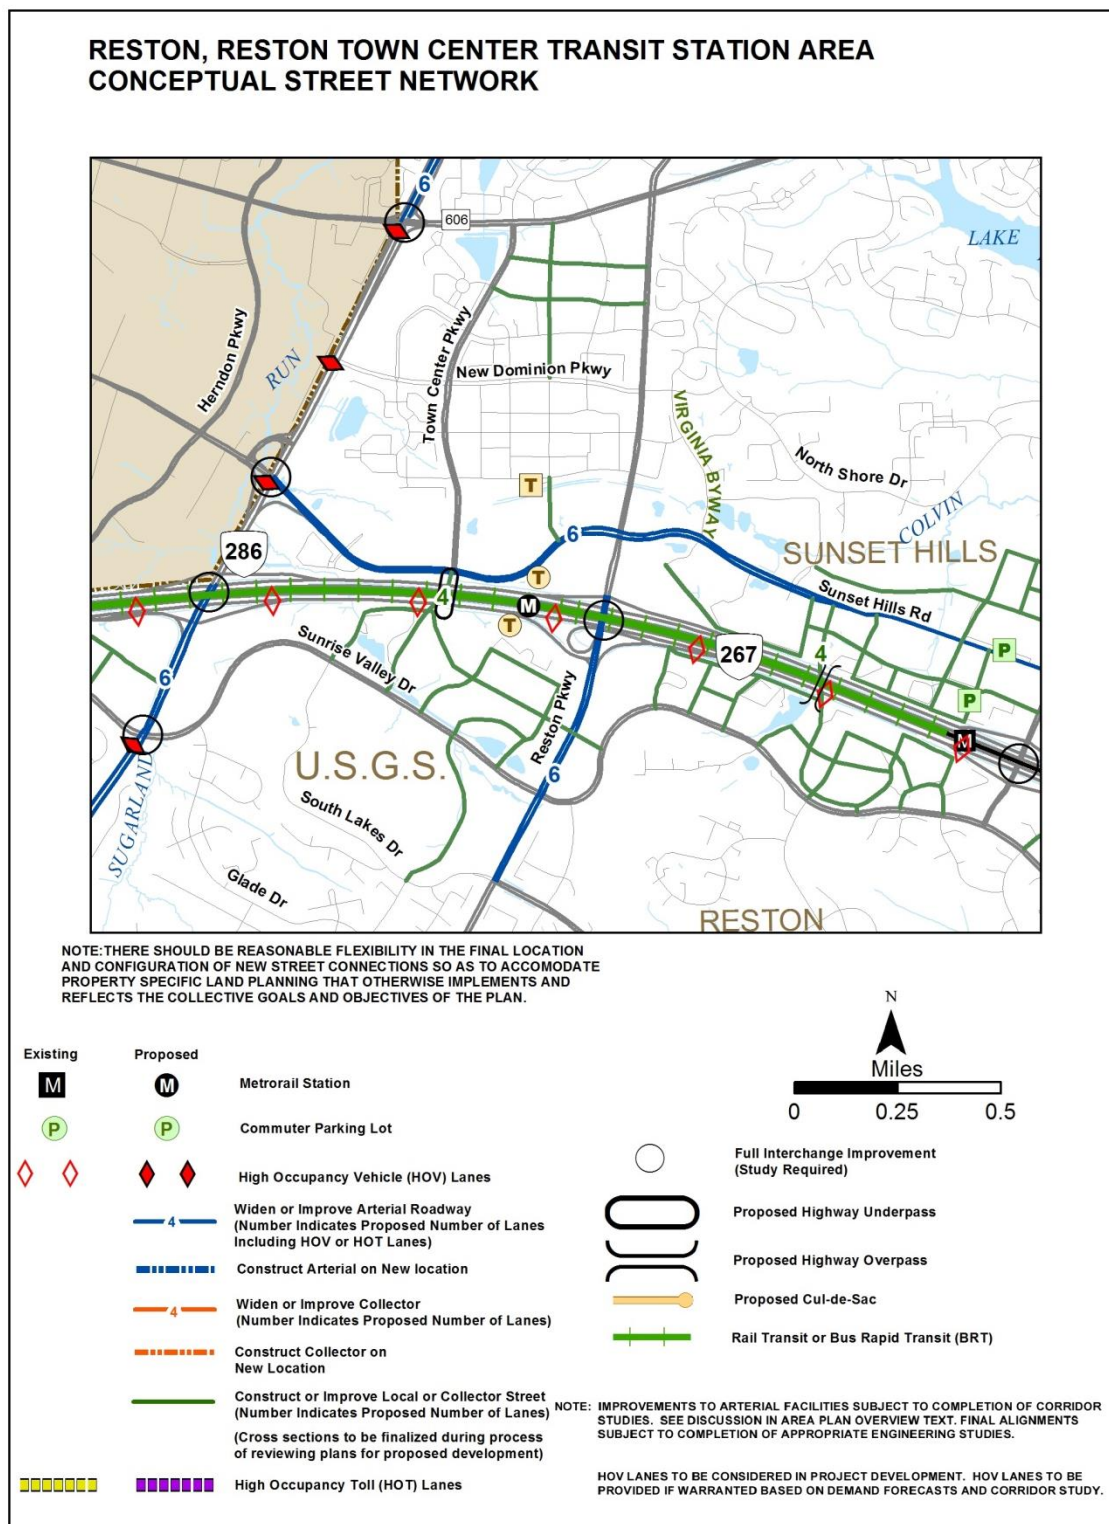 RESTON, RESTON TOWN CENTER TRANSIT STATION AREA
CONCEPTUAL STREET NETWORK
6
606
LAKE
Herndon Pkwy
RUN
Town Center Pkwy
New Dominion Pkwy
VIRGINIA BYWAY
North Shore Dr
COLVIN
T
6
286
SUNSET HILLS
T
4
M
T
Sunset Hills Rd
Sunrise Valley Dr
267
4
P
6
Reston Pkwy
P
M
U.S.G.S.
6
SUGARLAND
South Lakes Dr
Glade Dr
RESTON
NOTE:THERE SHOULD BE REASONABLE FLEXIBILITY IN THE FINAL LOCATION
AND CONFIGURATION OF NEW STREET CONNECTIONS SO AS TO ACCOMODATE
PROPERTY SPECIFIC LAND PLANNING THAT OTHERWISE IMPLEMENTS AND
REFLECTS THE COLLECTIVE GOALS AND OBJECTIVES OF THE PLAN.
N
Miles
0 0.25 0.5
Existing Proposed
M M Metrorail Station
P P Commuter Parking Lot
High Occupancy Vehicle (HOV) Lanes
4 Widen or Improve Arterial Roadway
(Number Indicates Proposed Number of Lanes
Including HOV or HOT Lanes)
Construct Arterial on New location
4 Widen or Improve Collector
(Number Indicates Proposed Number of Lanes)
Construct Collector on
New Location
Construct or Improve Local or Collector Street
(Number Indicates Proposed Number of Lanes)
(Cross sections to be finalized during process
of reviewing plans for proposed development)
High Occupancy Toll (HOT) Lanes
Full Interchange Improvement
(Study Required)
Proposed Highway Underpass
Proposed Highway Overpass
Proposed Cul-de-Sac
Rail Transit or Bus Rapid Transit (BRT)
NOTE: IMPROVEMENTS TO ARTERIAL FACILITIES SUBJECT TO COMPLETION OF CORRIDOR
STUDIES. SEE DISCUSSION IN AREA PLAN OVERVIEW TEXT. FINAL ALIGNMENTS
SUBJECT TO COMPLETION OF APPROPRIATE ENGINEERING STUDIES.
HOV LANES TO BE CONSIDERED IN PROJECT DEVELOPMENT. HOV LANES TO BE
PROVIDED IF WARRANTED BASED ON DEMAND FORECASTS AND CORRIDOR STUDY.